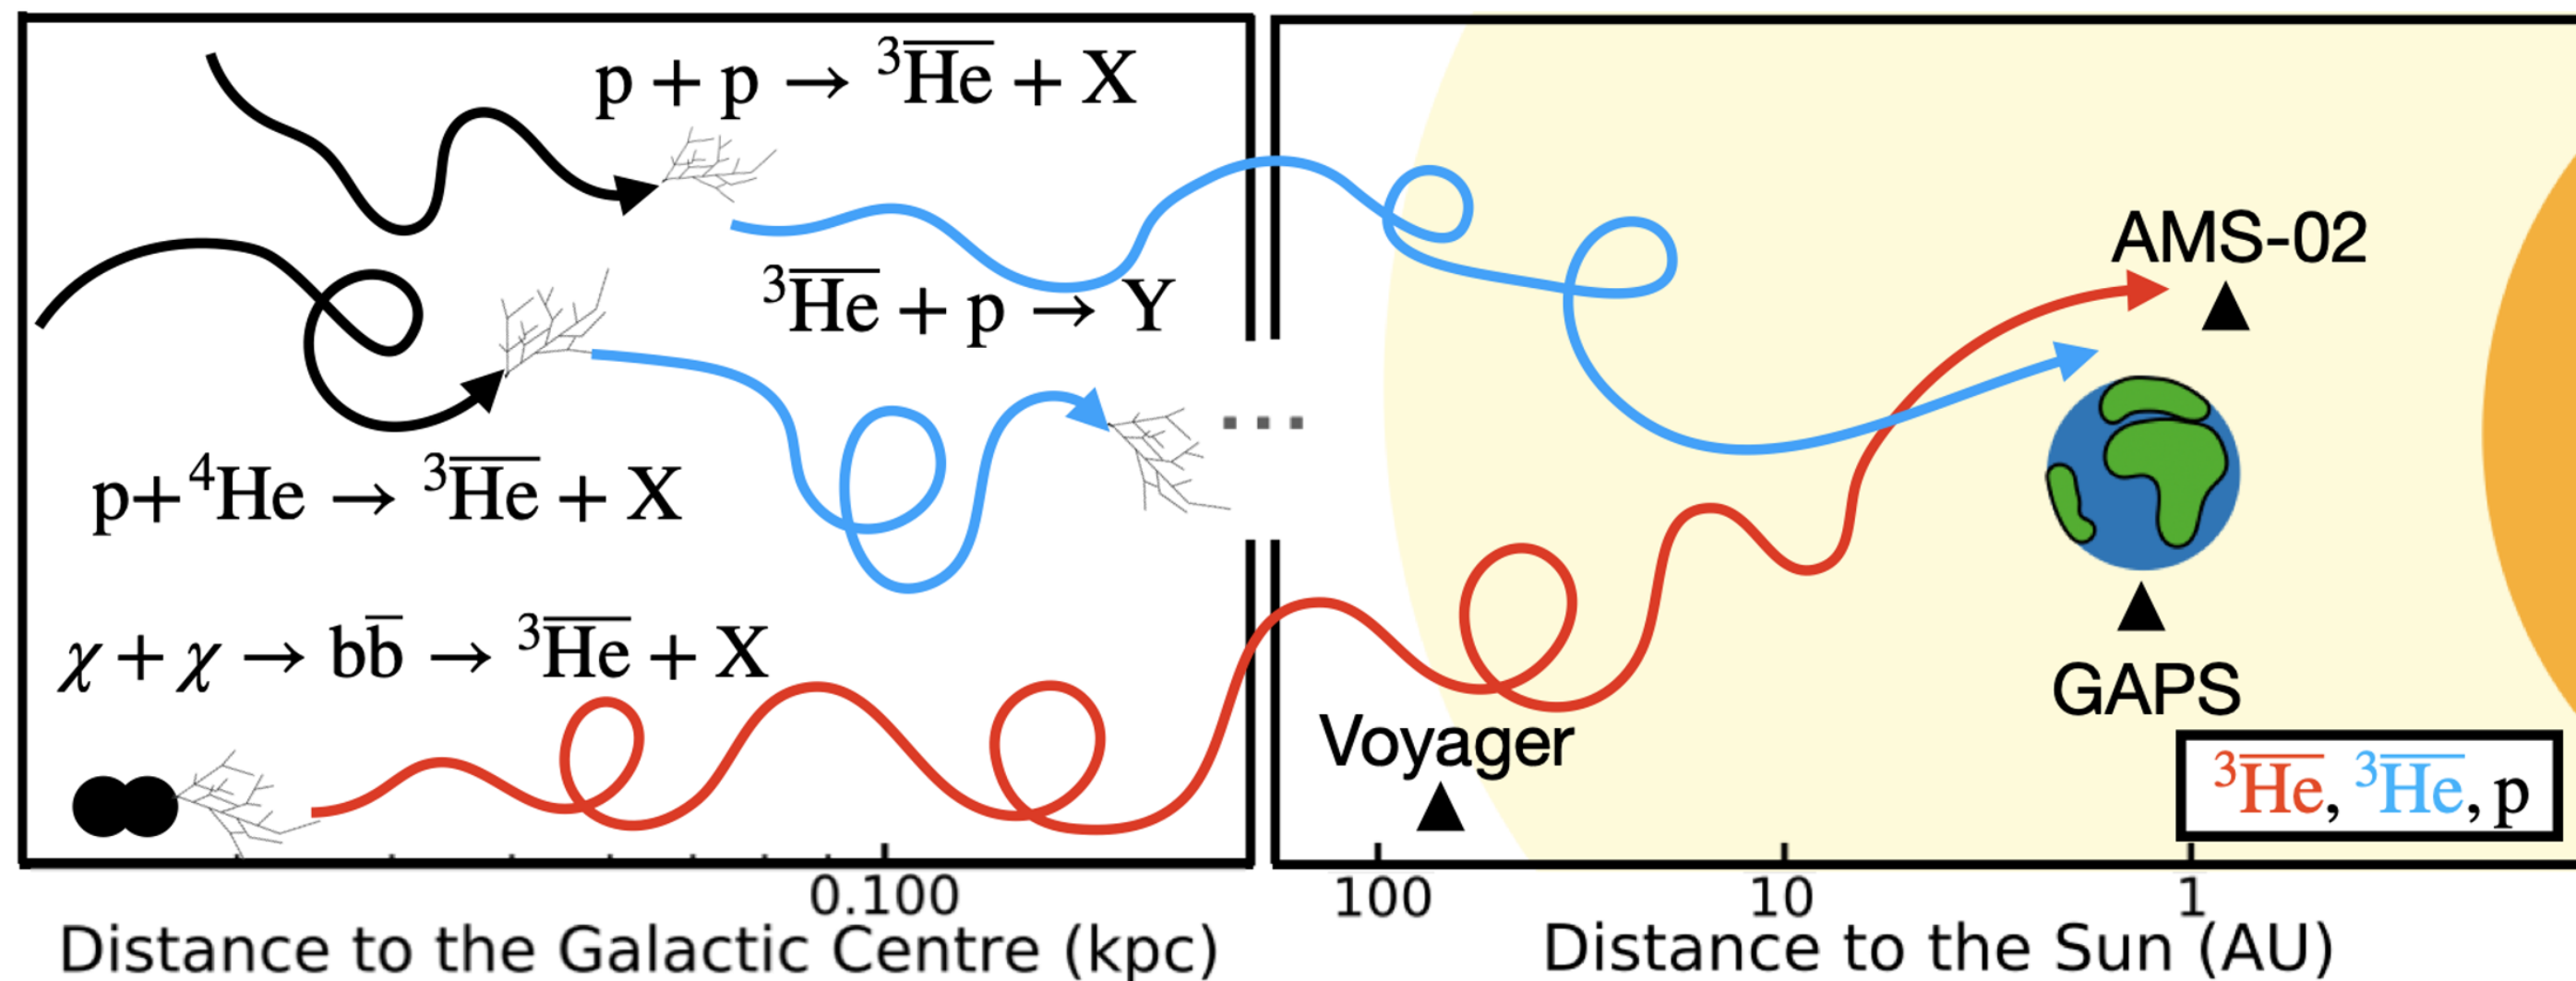 p + p → ³H̅e̅ + X
³H̅e̅ + p → Y
p+⁴He → ³H̅e̅ + X
χ + χ → bb̅ → ³H̅e̅ + X
AMS-02
GAPS
Voyager
³H̅e̅, ³H̅e̅, p
0.100
100
10
1
Distance to the Galactic Centre (kpc)
Distance to the Sun (AU)